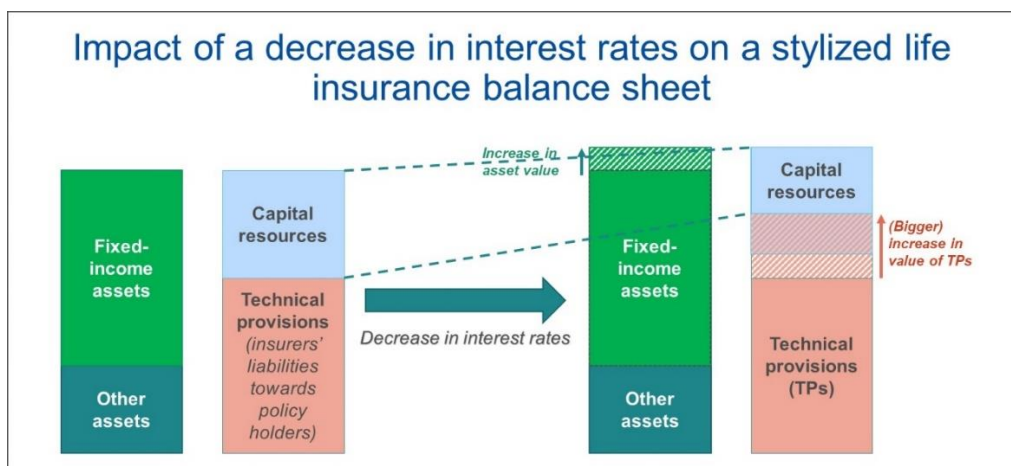 Impact of a decrease in interest rates on a stylized life
insurance balance sheet
Fixed-
income
assets
Other
assets
Capital
resources
Technical
provisions
(insurers’
liabilities
towards
policy
holders)
Decrease in interest rates
Increase in
asset value
Fixed-
income
assets
Other
assets
Capital
resources
Technical
provisions
(TPs)
(Bigger)
increase in
value of TPs